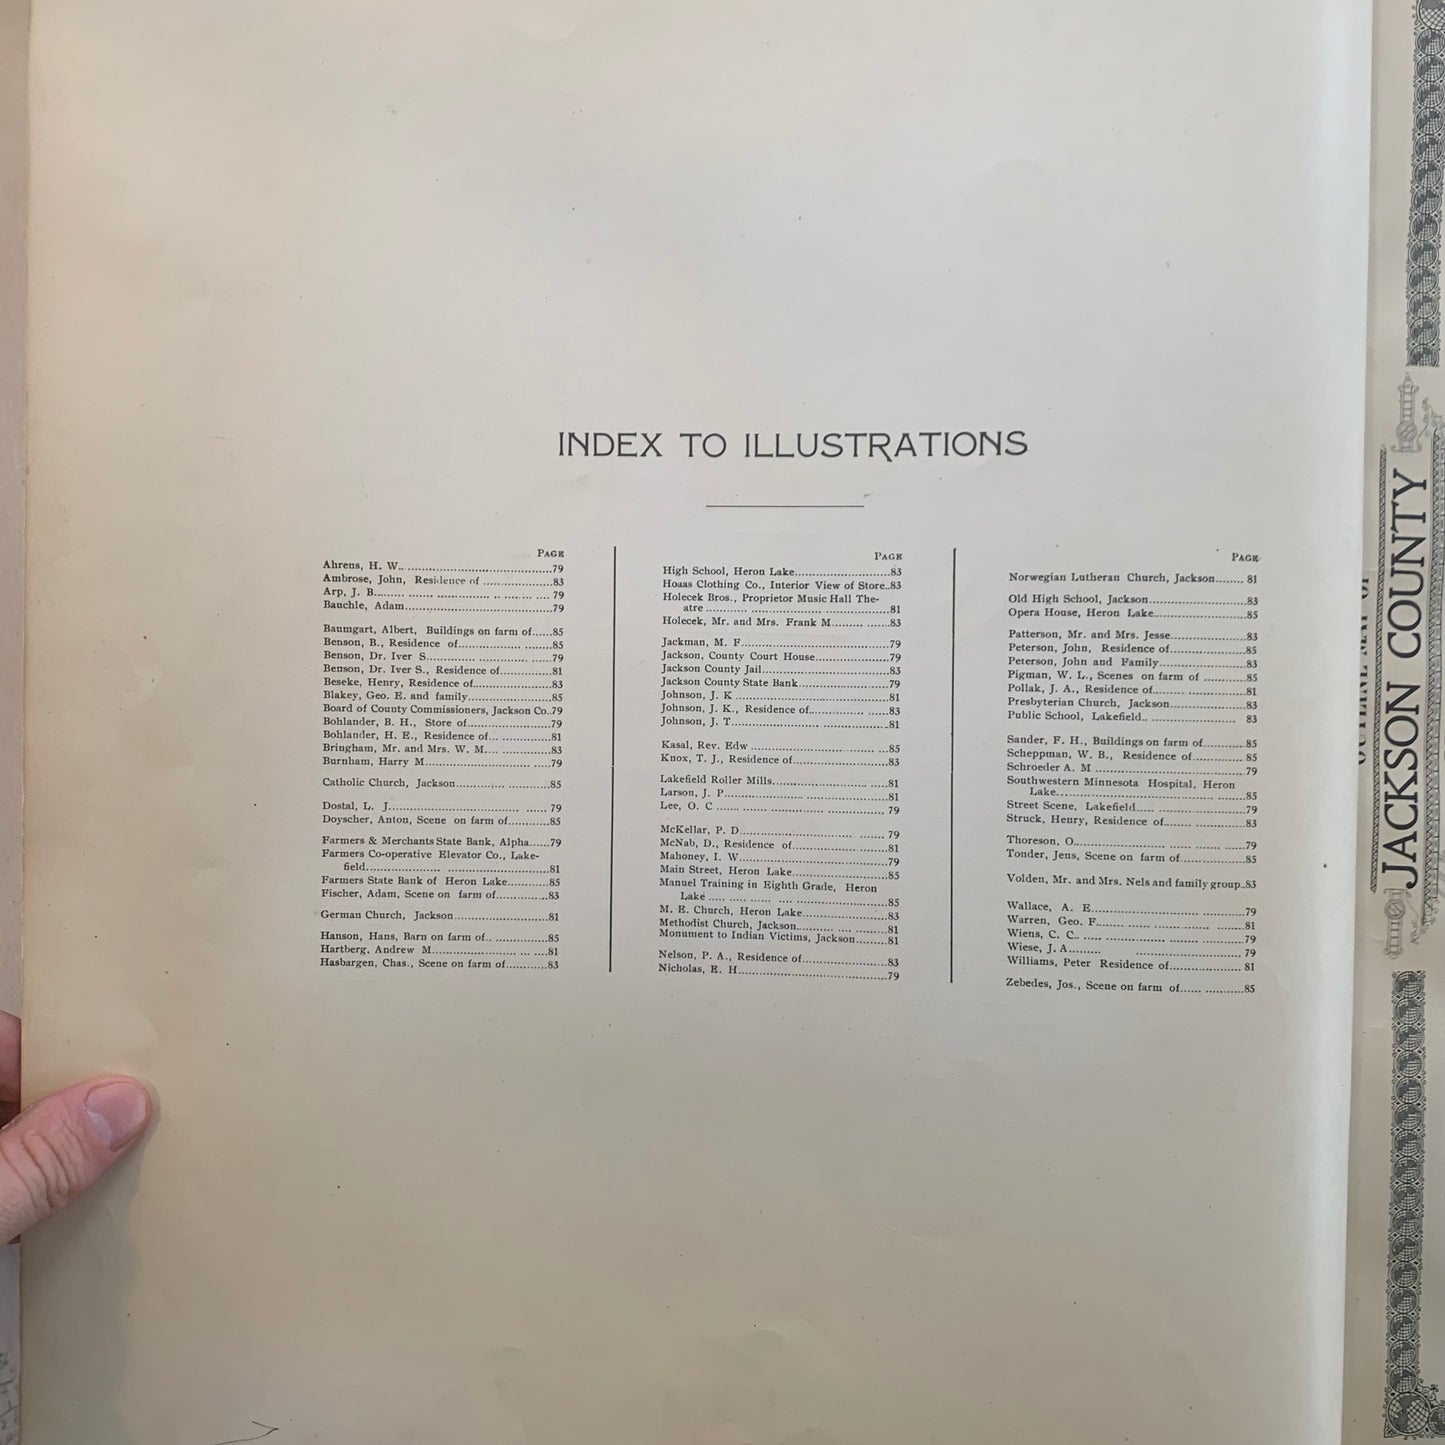 INDEX TO ILLUSTRATIONS
PAGE
Ahrens, H. W. 79
Ambrose, John, Residence of 83
Arp, J. B. 79
Bauchle, Adam 79
Baumgart, Albert, Buildings on farm of 85
Benson, B., Residence of 85
Benson, Dr. Iver S. 79
Benson, Dr. Iver S., Residence of 81
Beseke, Henry, Residence of 83
Blakey, Geo. E. and family 85
Board of County Commissioners, Jackson Co. 79
Bohlander, B. H., Store of 79
Bohlander, H. E., Residence of 81
Bringham, Mr. and Mrs. W. M. 83
Burnham, Harry M. 79
Catholic Church, Jackson 85
Dostal, L. J. 79
Doyscher, Anton, Scene on farm of 85
Farmers & Merchants State Bank, Alpha 79
Farmers Co-operative Elevator Co., Lake-
field 81
Farmers State Bank of Heron Lake 85
Fischer, Adam, Scene on farm of 83
German Church, Jackson 81
Hanson, Hans, Barn on farm of 85
Hartberg, Andrew M. 81
Hasbargen, Chas., Scene on farm of 83
PAGE
High School, Heron Lake 83
Hoaas Clothing Co., Interior View of Store 83
Holecek Bros., Proprietor Music Hall The-
atre 81
Holecek, Mr. and Mrs. Frank M. 83
Jackman, M. F. 79
Jackson, County Court House 79
Jackson County Jail 83
Jackson County State Bank 79
Johnson, J. K 81
Johnson, J. K., Residence of 83
Johnson, J. T. 81
Kasal, Rev. Edw 85
Knox, T. J., Residence of 83
Lakefield Roller Mills 81
Larson, J. P. 81
Lee, O. C 79
McKellar, P. D. 79
McNab, D., Residence of 81
Mahoney, I. W. 79
Main Street, Heron Lake 85
Manuel Training in Eighth Grade, Heron
Lake 85
M. E. Church, Heron Lake 83
Methodist Church, Jackson 81
Monument to Indian Victims, Jackson 81
Nelson, P. A., Residence of 83
Nicholas, E. H. 79
PAGE
Norwegian Lutheran Church, Jackson 81
Old High School, Jackson 83
Opera House, Heron Lake 85
Patterson, Mr. and Mrs. Jesse 83
Peterson, John, Residence of 85
Peterson, John and Family 83
Pigman, W. L., Scenes on farm of 85
Pollak, J. A., Residence of 81
Presbyterian Church, Jackson 83
Public School, Lakefield 83
Sander, F. H., Buildings on farm of 85
Scheppman, W. B., Residence of 85
Schroeder A. M 79
Southwestern Minnesota Hospital, Heron
Lake 85
Street Scene, Lakefield 79
Struck, Henry, Residence of 83
Thoreson, O. 79
Tonder, Jens, Scene on farm of 85
Volden, Mr. and Mrs. Nels and family group 83
Wallace, A. E. 79
Warren, Geo. F. 81
Wiens, C. C. 79
Wiese, J. A. 79
Williams, Peter Residence of 81
Zebedes, Jos., Scene on farm of 85
JACKSON COUNTY